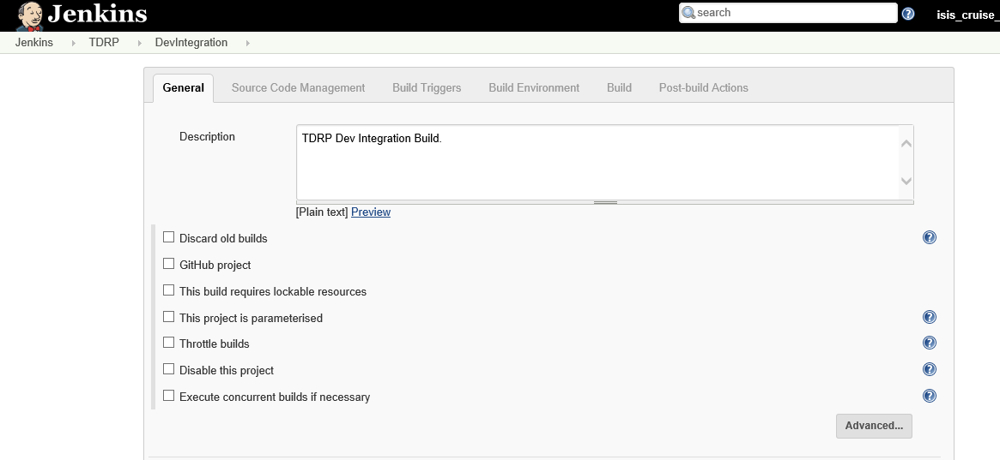 Jenkins
search
isis_cruise_
Jenkins TDRP DevIntegration
General Source Code Management Build Triggers Build Environment Build Post-build Actions
Description
TDRP Dev Integration Build.
[Plain text] Preview
Discard old builds
GitHub project
This build requires lockable resources
This project is parameterised
Throttle builds
Disable this project
Execute concurrent builds if necessary
Advanced...